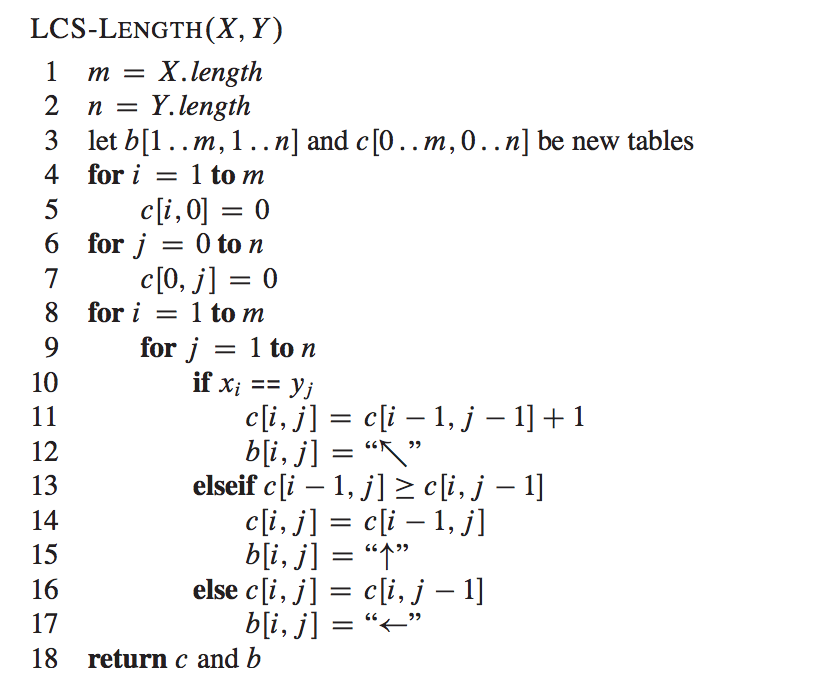 LCS-LENGTH(X, Y)
1 m = X.length
2 n = Y.length
3 let b[1..m, 1..n] and c[0..m, 0..n] be new tables
4 for i = 1 to m
5 c[i, 0] = 0
6 for j = 0 to n
7 c[0, j] = 0
8 for i = 1 to m
9 for j = 1 to n
10 if xᵢ == yⱼ
11 c[i, j] = c[i − 1, j − 1] + 1
12 b[i, j] = “↖”
13 elseif c[i − 1, j] ≥ c[i, j − 1]
14 c[i, j] = c[i − 1, j]
15 b[i, j] = “↑”
16 else c[i, j] = c[i, j − 1]
17 b[i, j] = “←”
18 return c and b